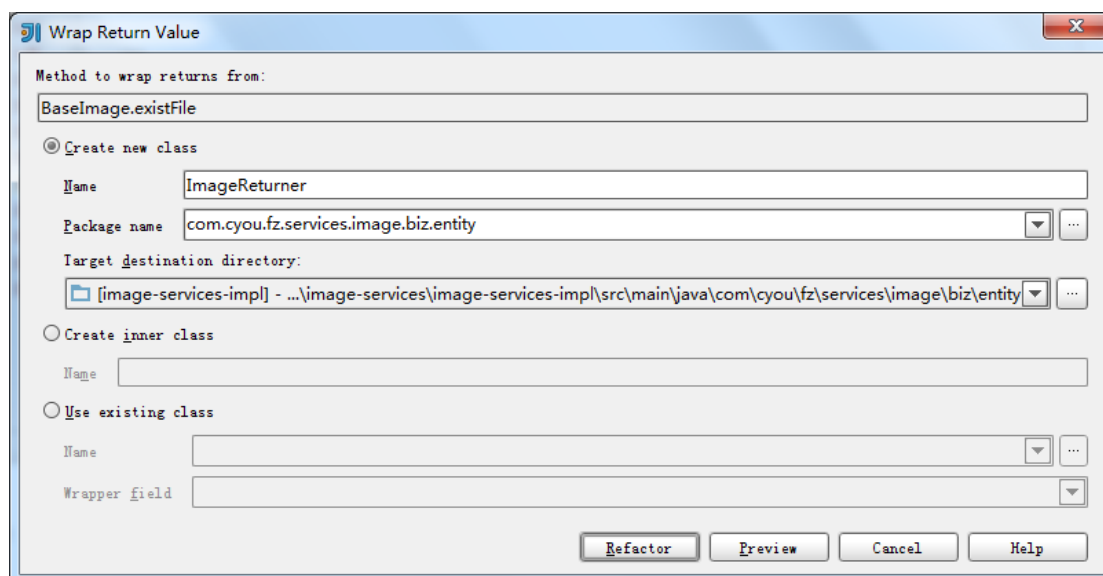 Wrap Return Value
Method to wrap returns from:
BaseImage.existFile
Create new class
Name ImageReturner
Package name com.cyou.fz.services.image.biz.entity ...
Target destination directory:
[image-services-impl] - ...\image-services\image-services-impl\src\main\java\com\cyou\fz\services\image\biz\entity ...
Create inner class
Name
Use existing class
Name ...
Wrapper field
Refactor Preview Cancel Help